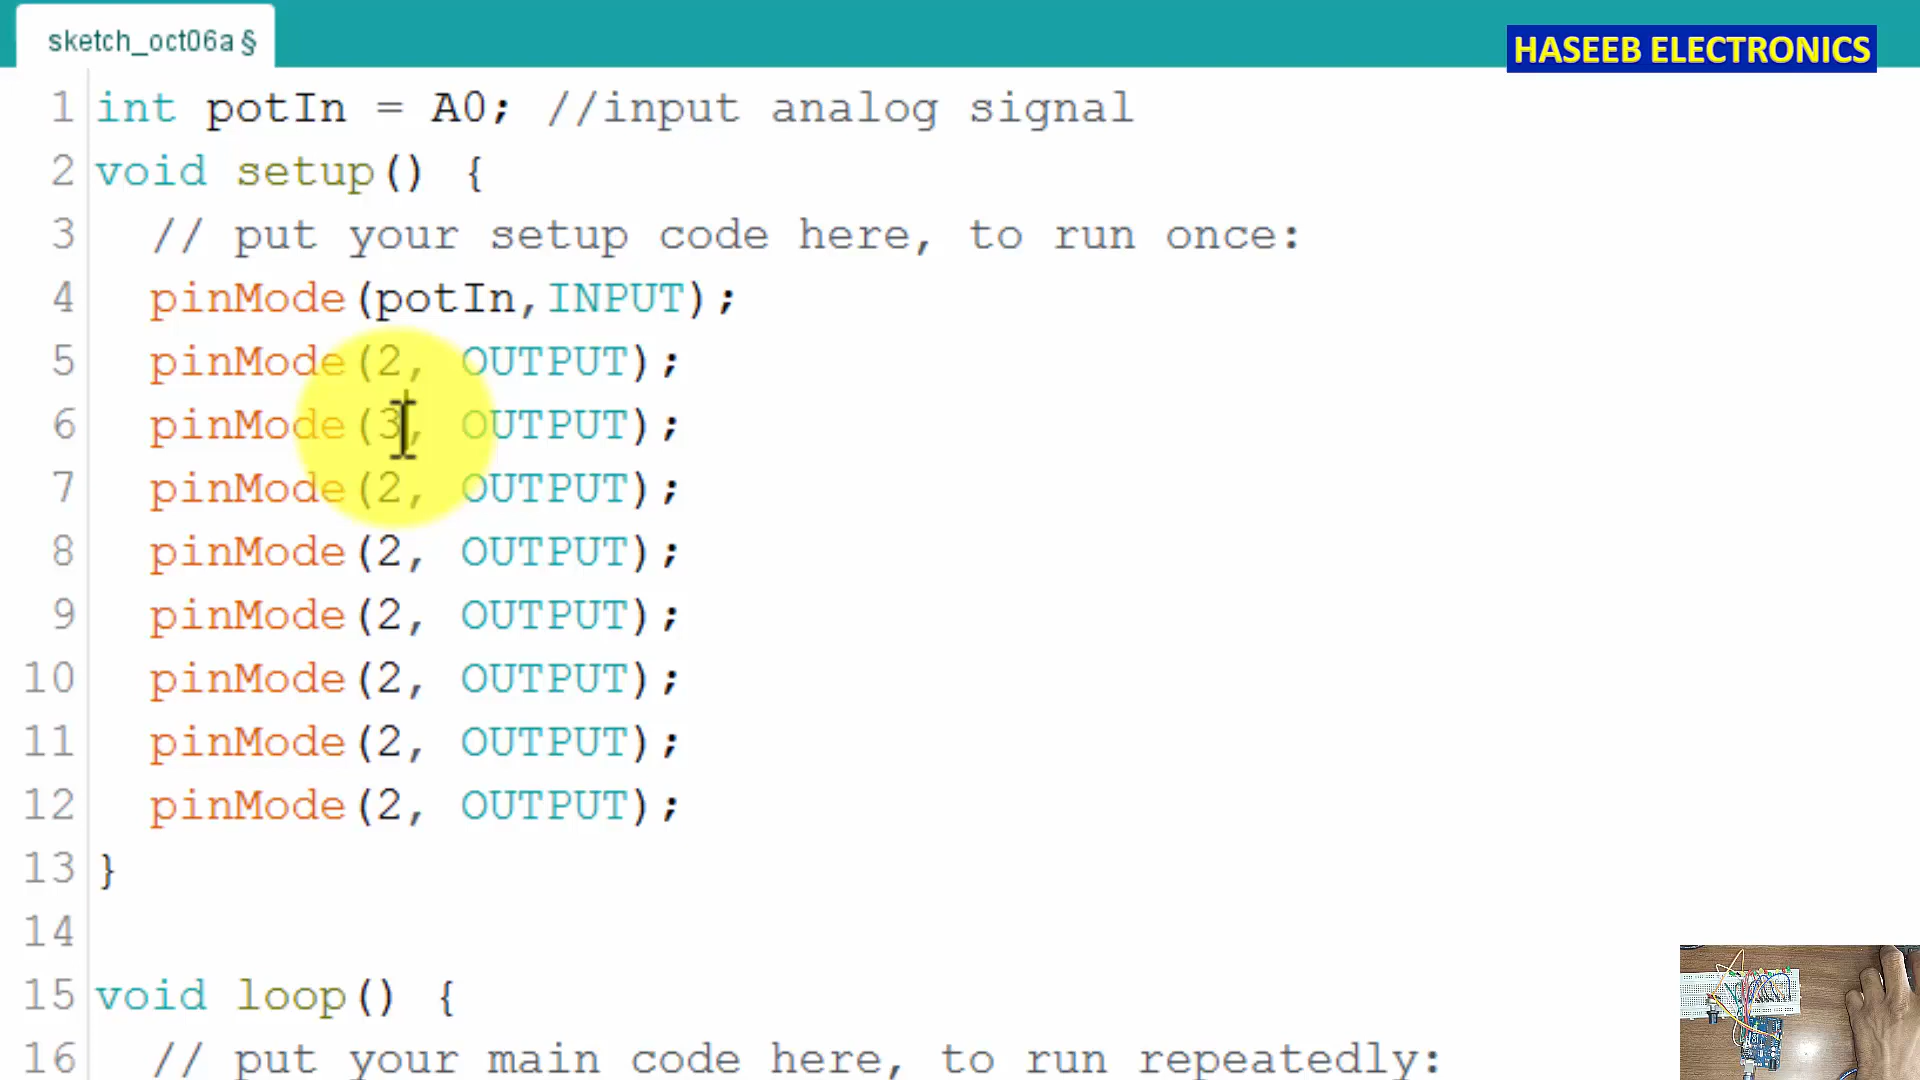 sketch_oct06a §
HASEEB ELECTRONICS
1 int potIn = A0; //input analog signal
2 void setup() {
3 // put your setup code here, to run once:
4 pinMode(potIn,INPUT);
5 pinMode(2, OUTPUT);
6 pinMode(3, OUTPUT);
7 pinMode(2, OUTPUT);
8 pinMode(2, OUTPUT);
9 pinMode(2, OUTPUT);
10 pinMode(2, OUTPUT);
11 pinMode(2, OUTPUT);
12 pinMode(2, OUTPUT);
13 }
14
15 void loop() {
16 // put your main code here, to run repeatedly: